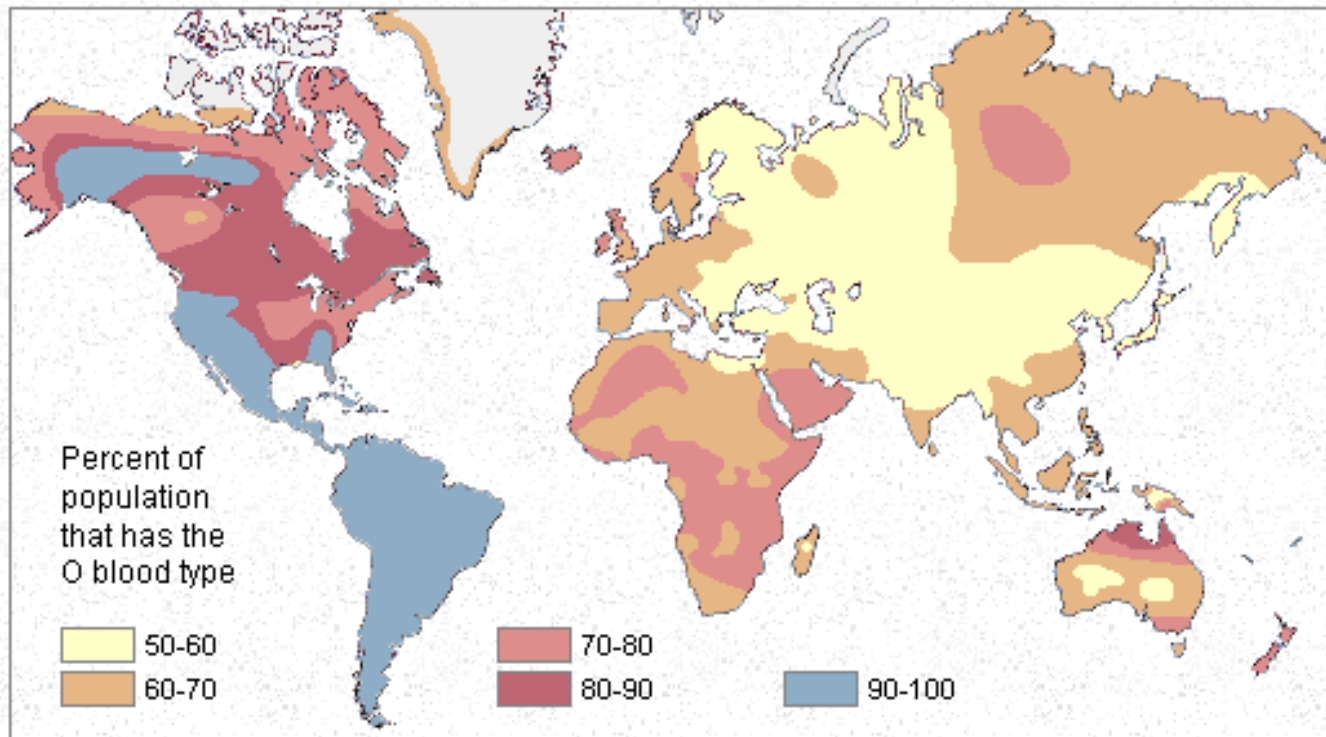 Percent of
population
that has the
O blood type
50-60
60-70
70-80
80-90
90-100